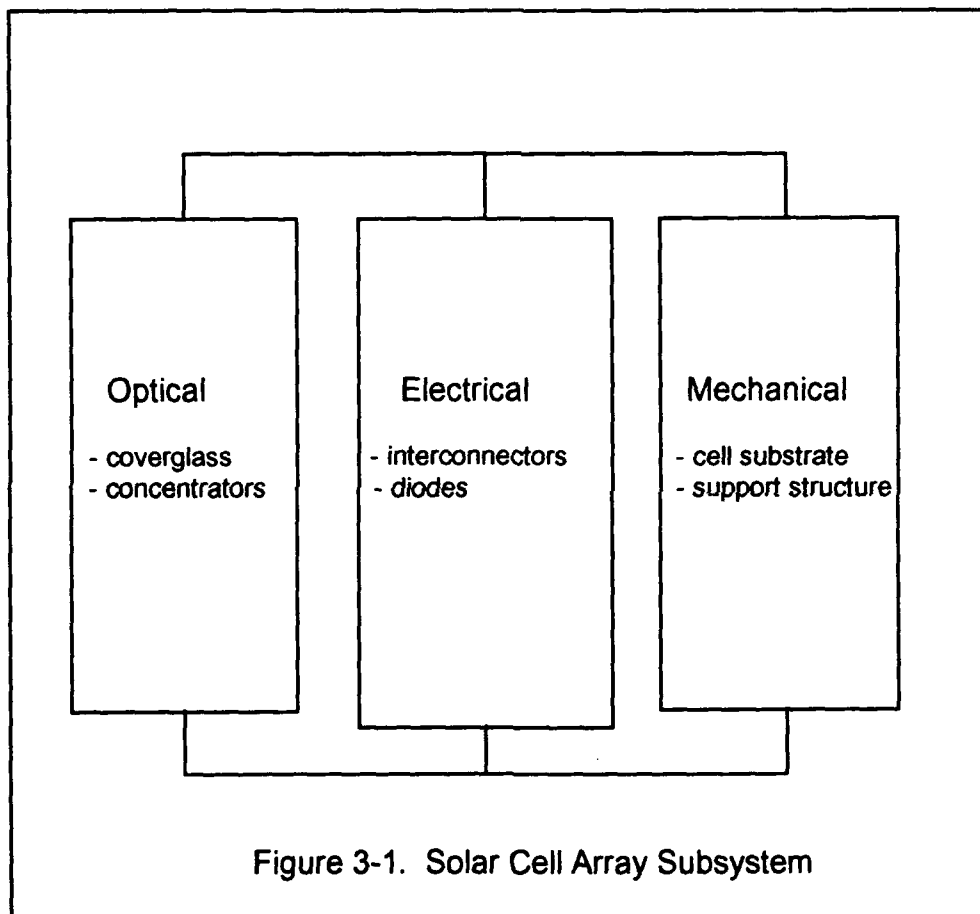 Optical
- coverglass
- concentrators
Electrical
- interconnectors
- diodes
Mechanical
- cell substrate
- support structure
Figure 3-1. Solar Cell Array Subsystem